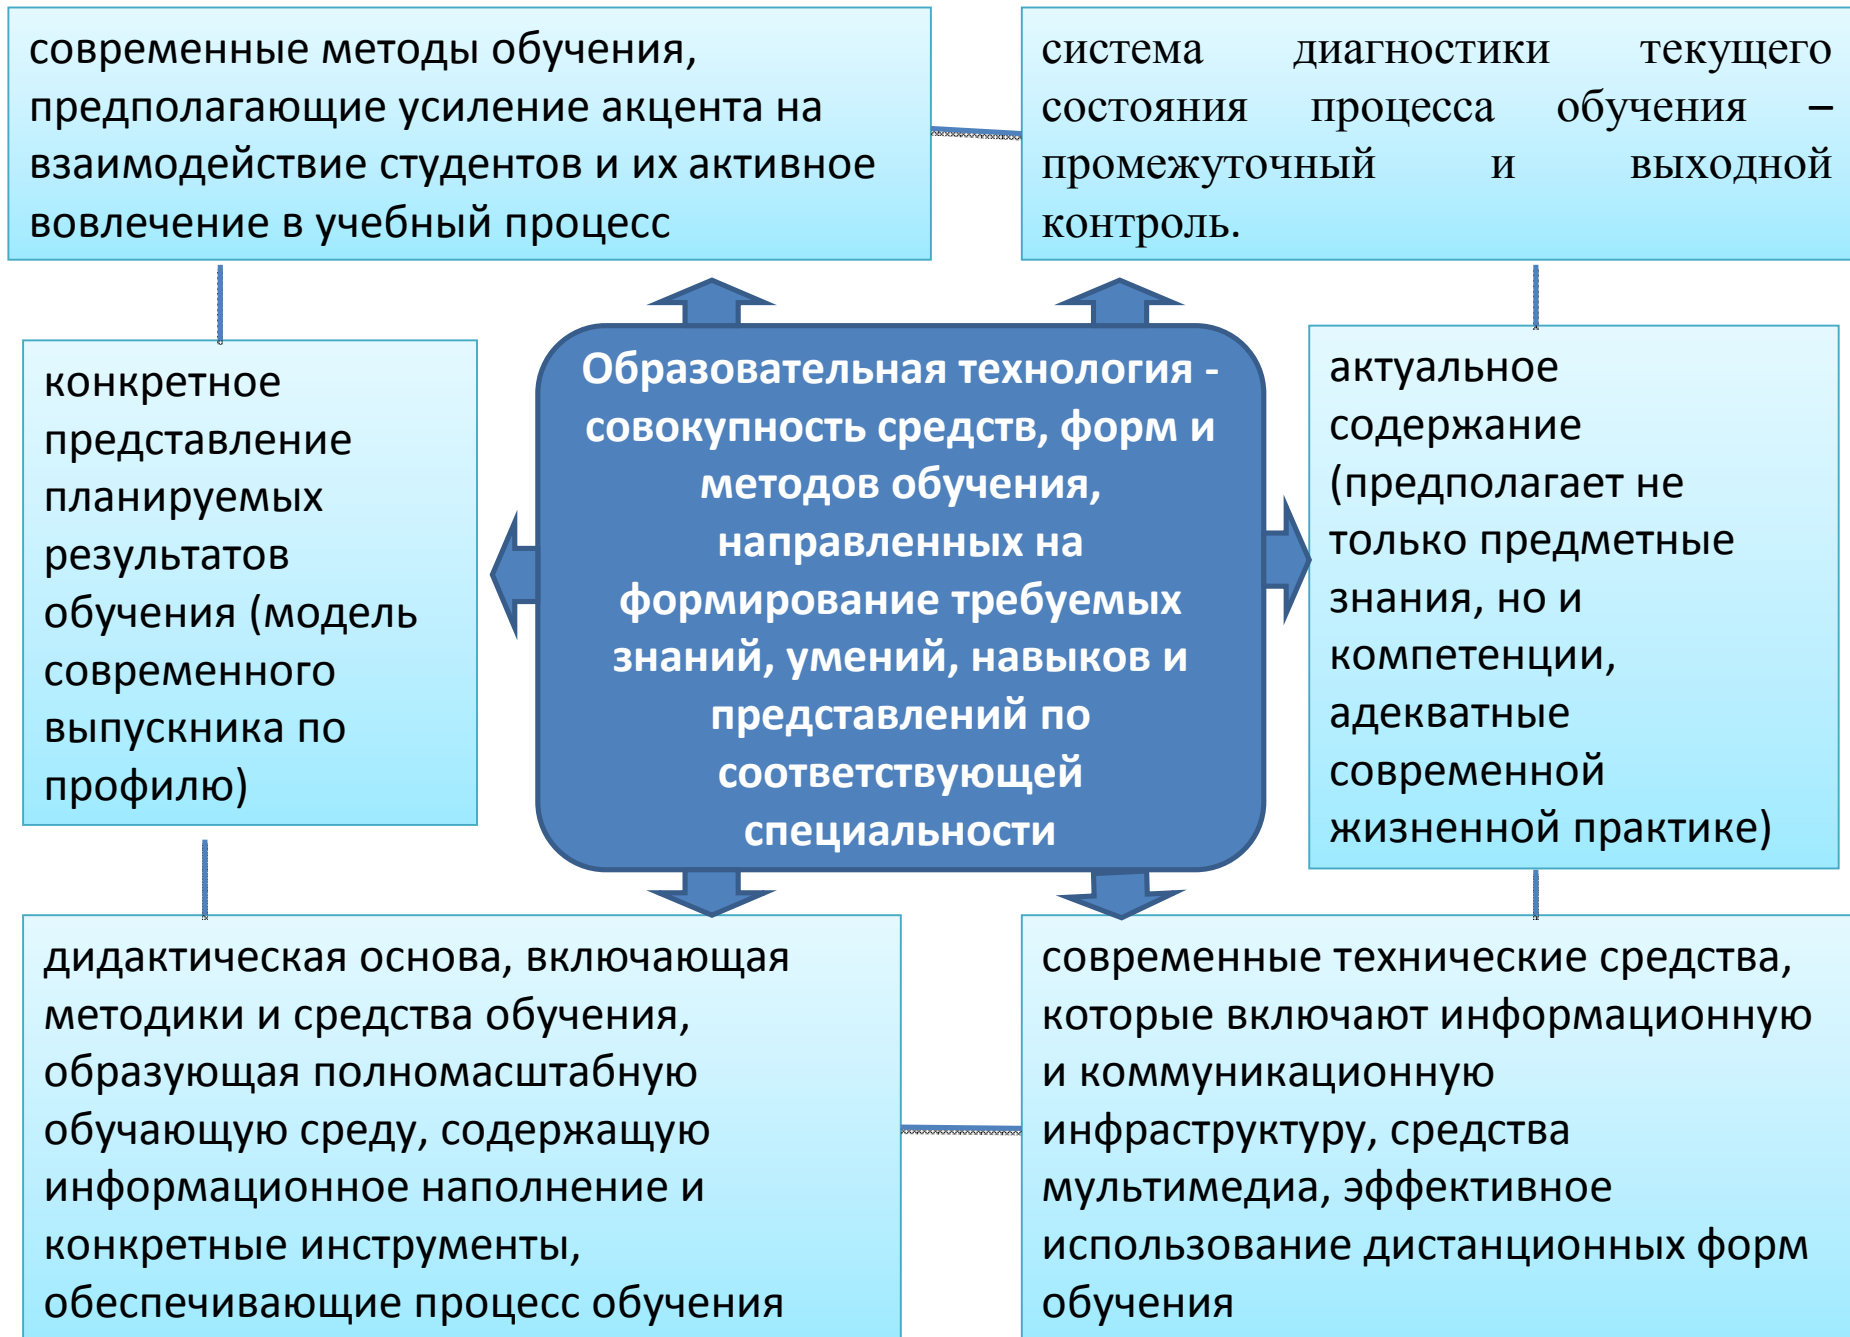 современные методы обучения,
предполагающие усиление акцента на
взаимодействие студентов и их активное
вовлечение в учебный процесс
система диагностики текущего
состояния процесса обучения –
промежуточный и выходной
контроль.
конкретное
представление
планируемых
результатов
обучения (модель
современного
выпускника по
профилю)
Образовательная технология -
совокупность средств, форм и
методов обучения,
направленных на
формирование требуемых
знаний, умений, навыков и
представлений по
соответствующей
специальности
актуальное
содержание
(предполагает не
только предметные
знания, но и
компетенции,
адекватные
современной
жизненной практике)
дидактическая основа, включающая
методики и средства обучения,
образующая полномасштабную
обучающую среду, содержащую
информационное наполнение и
конкретные инструменты,
обеспечивающие процесс обучения
современные технические средства,
которые включают информационную
и коммуникационную
инфраструктуру, средства
мультимедиа, эффективное
использование дистанционных форм
обучения